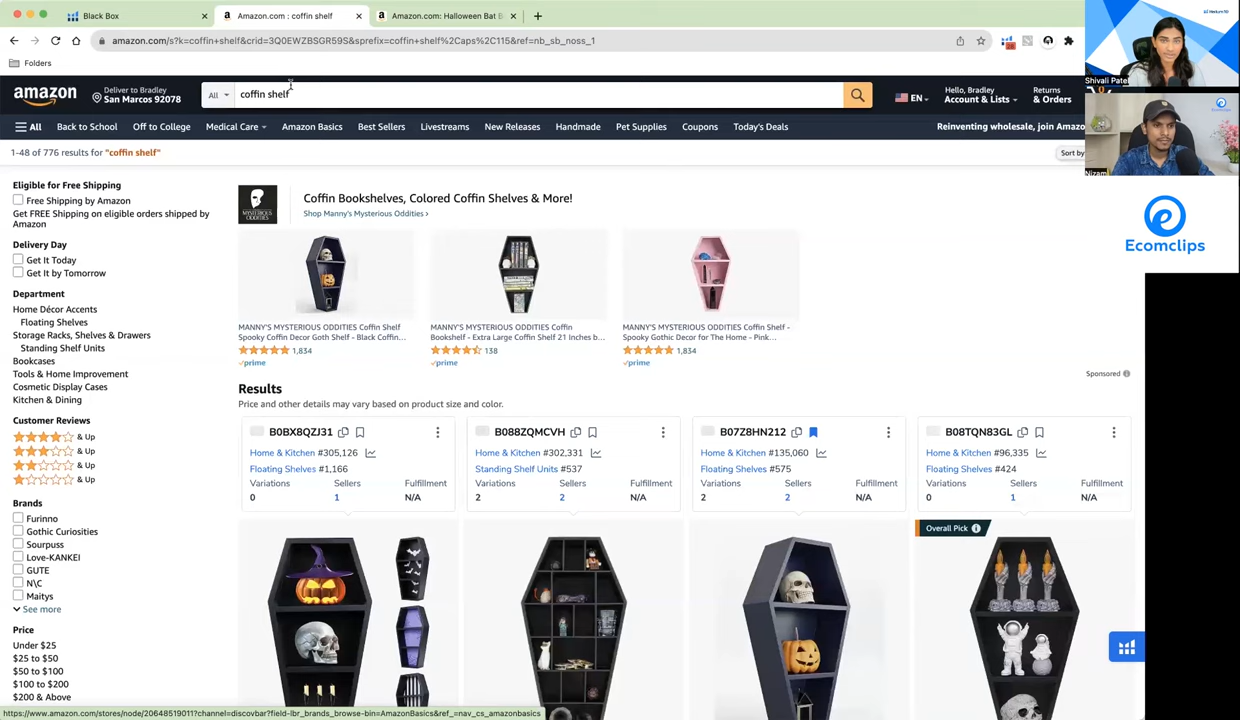 Black Box
Amazon.com : coffin shelf
Amazon.com: Halloween Bat
amazon.com/s?k=coffin+shelf&crid=3Q0EWZBSGR59S&sprefix=coffin+shelf%2Caps%2C115&ref=nb_sb_noss_1
Folders
Shivali Patel
Nizam
Ecomclips
amazon
Deliver to Bradley
San Marcos 92078
All
coffin shelf
EN
Hello, Bradley
Account & Lists
Returns
& Orders
All
Back to School
Off to College
Medical Care
Amazon Basics
Best Sellers
Livestreams
New Releases
Handmade
Pet Supplies
Coupons
Today's Deals
Reinventing wholesale, join Amazo
1-48 of 776 results for "coffin shelf"
Sort by
Eligible for Free Shipping
Free Shipping by Amazon
Get FREE Shipping on eligible orders shipped by
Amazon
Delivery Day
Get It Today
Get It by Tomorrow
Department
Home Décor Accents
Floating Shelves
Storage Racks, Shelves & Drawers
Standing Shelf Units
Bookcases
Tools & Home Improvement
Cosmetic Display Cases
Kitchen & Dining
Customer Reviews
& Up
& Up
& Up
& Up
Brands
Furinno
Gothic Curiosities
Sourpuss
Love-KANKEI
GUTE
N\C
Maitys
See more
Price
Under $25
$25 to $50
$50 to $100
$100 to $200
$200 & Above
MYSTERIOUS
ODDITIES
Coffin Bookshelves, Colored Coffin Shelves & More!
Shop Manny's Mysterious Oddities ›
MANNY'S MYSTERIOUS ODDITIES Coffin Shelf
Spooky Coffin Decor Goth Shelf - Black Coffin...
1,834
prime
MANNY'S MYSTERIOUS ODDITIES Coffin
Bookshelf - Extra Large Coffin Shelf 21 Inches b...
138
prime
MANNY'S MYSTERIOUS ODDITIES Coffin Shelf -
Spooky Gothic Decor for The Home - Pink...
1,834
prime
Sponsored
Results
Price and other details may vary based on product size and color.
B0BX8QZJ31
Home & Kitchen #305,126
Floating Shelves #1,166
Variations Sellers Fulfillment
0 1 N/A
B088ZQMCVH
Home & Kitchen #302,331
Standing Shelf Units #537
Variations Sellers Fulfillment
2 2 N/A
B07Z8HN212
Home & Kitchen #135,060
Floating Shelves #575
Variations Sellers Fulfillment
2 2 N/A
B08TQN83GL
Home & Kitchen #96,335
Floating Shelves #424
Variations Sellers Fulfillment
0 1 N/A
Overall Pick
https://www.amazon.com/stores/node/20648519011?channel=discovbar?field-lbr_brands_browse-bin=AmazonBasics&ref_=nav_cs_amazonbasics